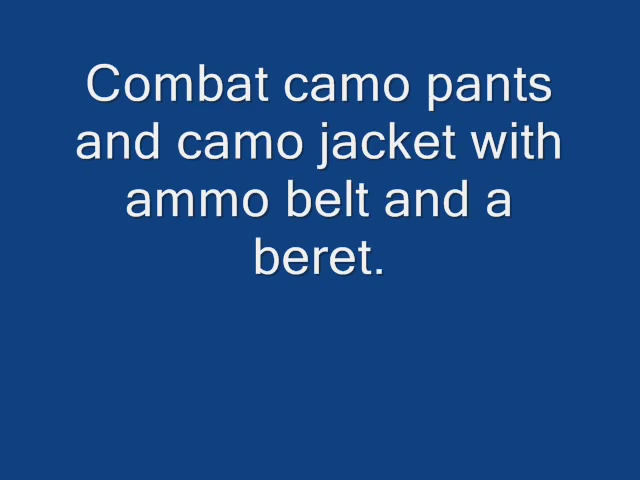 Combat camo pants
and camo jacket with
ammo belt and a
beret.